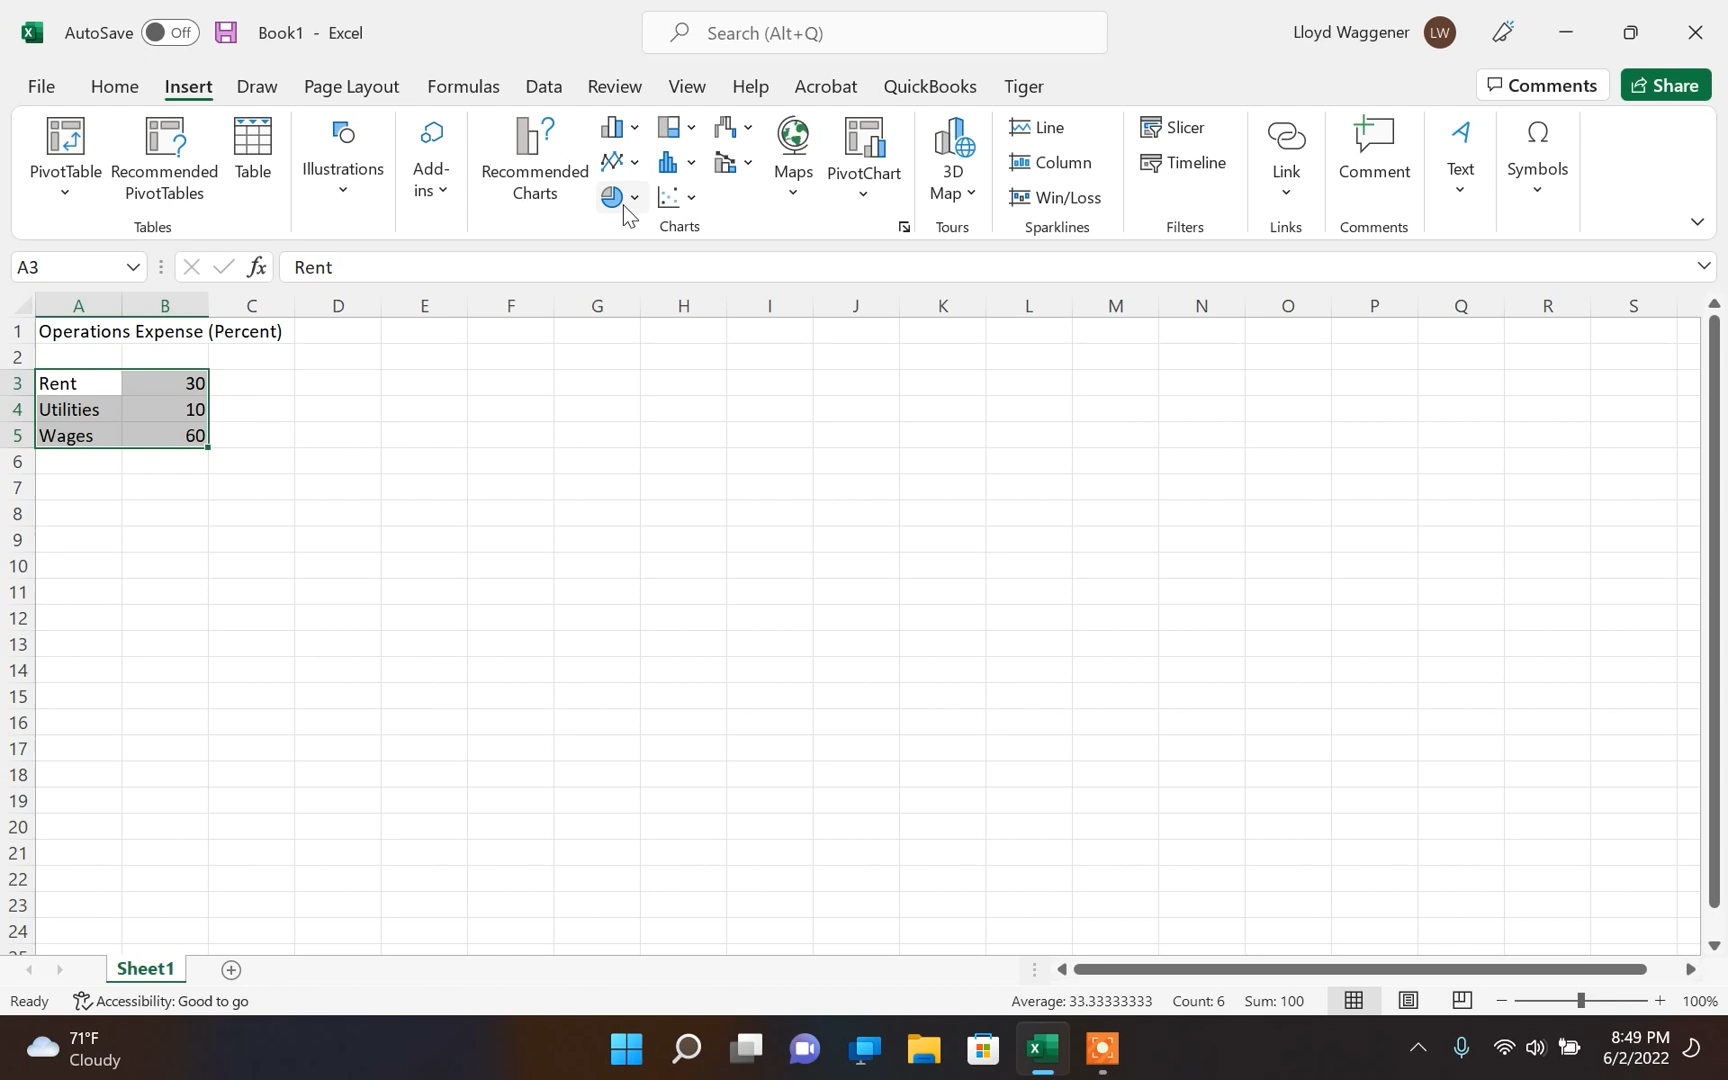 AutoSave Off Book1 - Excel Search (Alt+Q) Lloyd Waggener LW
File Home Insert Draw Page Layout Formulas Data Review View Help Acrobat QuickBooks Tiger Comments Share
PivotTable
Recommended
PivotTables
Table
Tables
Illustrations
Add-
ins
Recommended
Charts
Maps
PivotChart
Charts
3D
Map
Tours
Line
Column
Win/Loss
Sparklines
Slicer
Timeline
Filters
Link
Links
Comment
Comments
Text
Symbols
A3 fx Rent
A B C D E F G H I J K L M N O P Q R S
1 Operations Expense (Percent)
2
3 Rent 30
4 Utilities 10
5 Wages 60
6
7
8
9
10
11
12
13
14
15
16
17
18
19
20
21
22
23
24
25
Sheet1
Ready Accessibility: Good to go Average: 33.33333333 Count: 6 Sum: 100 100%
71°F
Cloudy
8:49 PM
6/2/2022